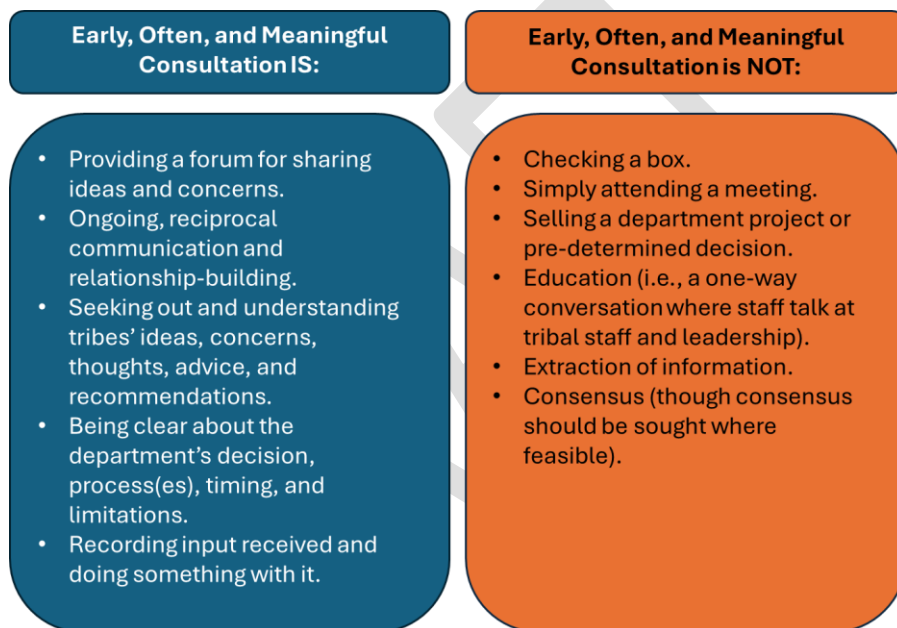 Early, Often, and Meaningful
Consultation IS:
• Providing a forum for sharing
ideas and concerns.
• Ongoing, reciprocal
communication and
relationship-building.
• Seeking out and understanding
tribes’ ideas, concerns,
thoughts, advice, and
recommendations.
• Being clear about the
department’s decision,
process(es), timing, and
limitations.
• Recording input received and
doing something with it.
Early, Often, and Meaningful
Consultation is NOT:
• Checking a box.
• Simply attending a meeting.
• Selling a department project or
pre-determined decision.
• Education (i.e., a one-way
conversation where staff talk at
tribal staff and leadership).
• Extraction of information.
• Consensus (though consensus
should be sought where
feasible).